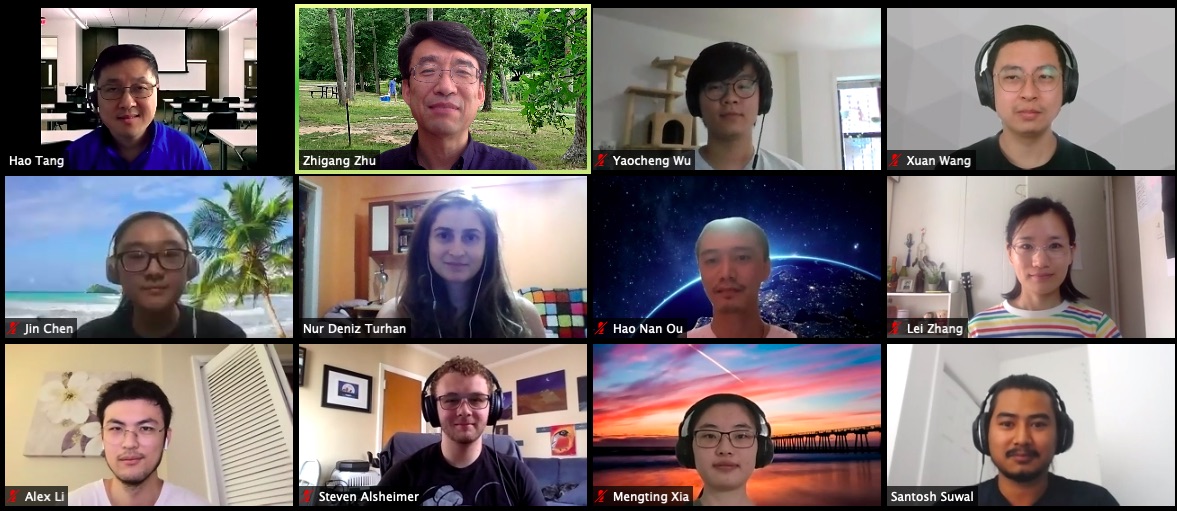 Hao Tang
Zhigang Zhu
Yaocheng Wu
Xuan Wang
Jin Chen
Nur Deniz Turhan
Hao Nan Ou
Lei Zhang
Alex Li
Steven Alsheimer
Mengting Xia
Santosh Suwal